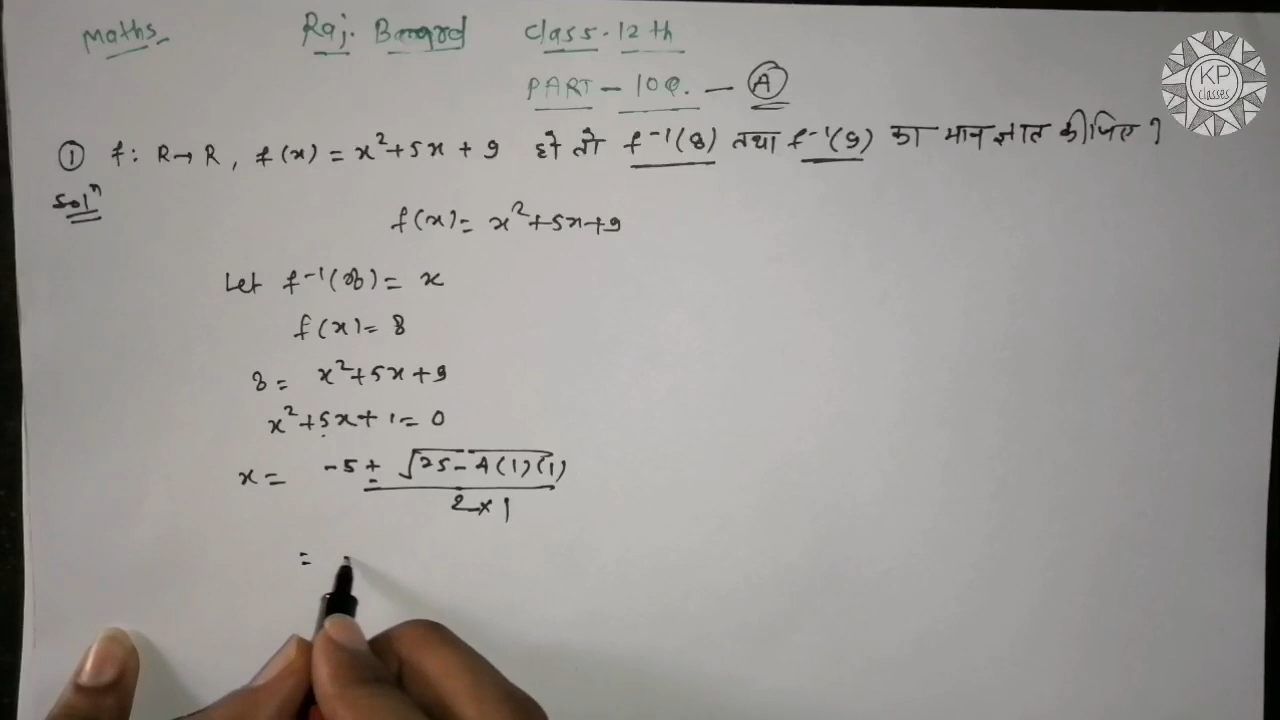 Maths
Raj. Board Class-12th
KP
classes
PART-10Q. - A
① f: R→R, f(x) = x²+5x+9 हो तो f⁻¹(8) तथा f⁻¹(9) का मान ज्ञात कीजिए ?
Solⁿ
f(x) = x²+5x+9
Let f⁻¹(8) = x
f(x) = 8
8 = x²+5x+9
x²+5x+1=0
x = -5 ± √25-4(1)(1)
2×1
=